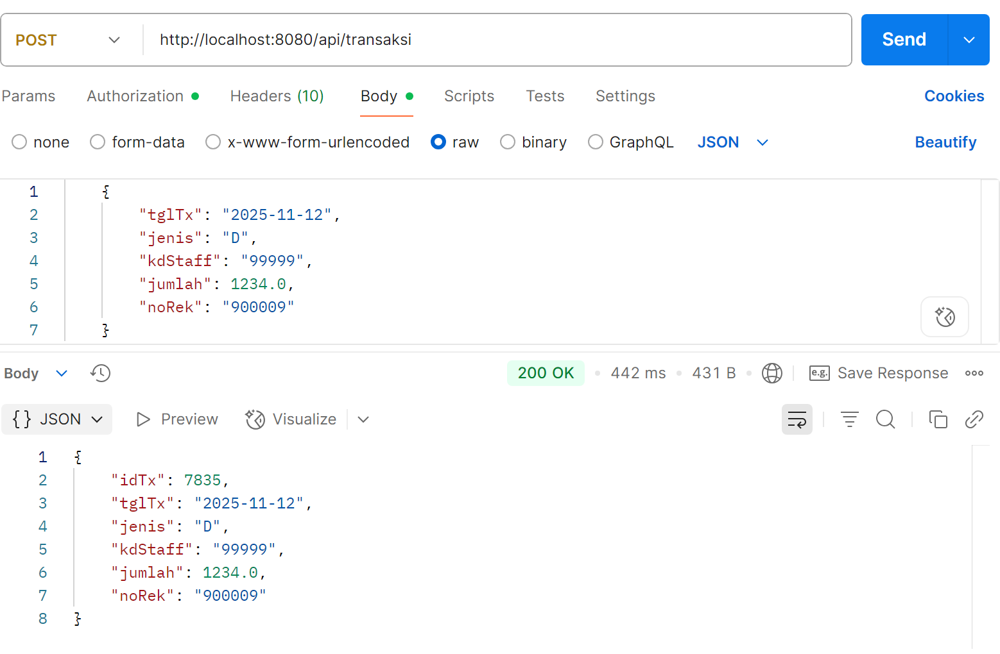 POST http://localhost:8080/api/transaksi Send
Params Authorization Headers (10) Body Scripts Tests Settings Cookies
none form-data x-www-form-urlencoded raw binary GraphQL JSON Beautify
1 {
2 "tglTx": "2025-11-12",
3 "jenis": "D",
4 "kdStaff": "99999",
5 "jumlah": 1234.0,
6 "noRek": "900009"
7 }
Body 200 OK 442 ms 431 B e.g. Save Response
{} JSON Preview Visualize
1 {
2 "idTx": 7835,
3 "tglTx": "2025-11-12",
4 "jenis": "D",
5 "kdStaff": "99999",
6 "jumlah": 1234.0,
7 "noRek": "900009"
8 }